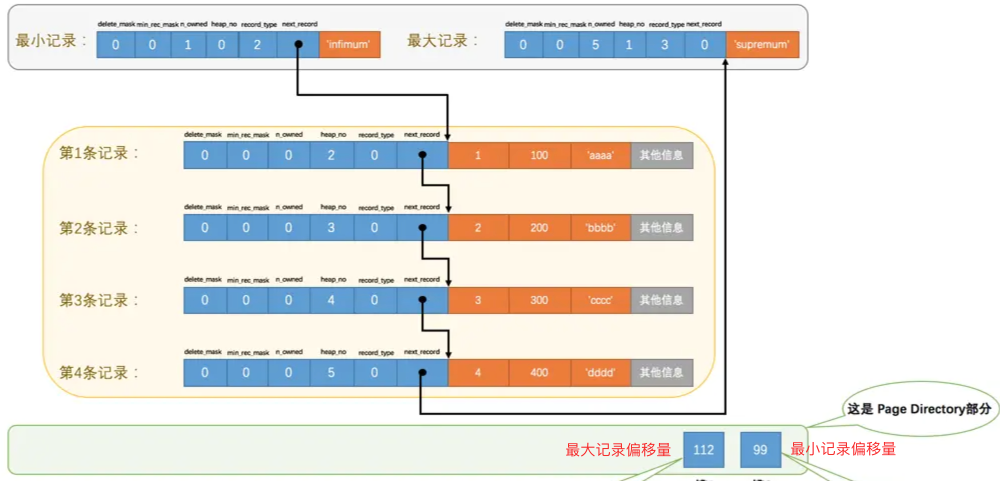 delete_mask min_rec_mask n_owned heap_no record_type next_record
最小记录： 0 0 1 0 2 'infimum'
delete_mask min_rec_mask n_owned heap_no record_type next_record
最大记录： 0 0 5 1 3 0 'supremum'
delete_mask min_rec_mask n_owned heap_no record_type next_record
第1条记录： 0 0 0 2 0 1 100 'aaaa' 其他信息
delete_mask min_rec_mask n_owned heap_no record_type next_record
第2条记录： 0 0 0 3 0 2 200 'bbbb' 其他信息
delete_mask min_rec_mask n_owned heap_no record_type next_record
第3条记录： 0 0 0 4 0 3 300 'cccc' 其他信息
delete_mask min_rec_mask n_owned heap_no record_type next_record
第4条记录： 0 0 0 5 0 4 400 'dddd' 其他信息
这是 Page Directory部分
最大记录偏移量 112 99 最小记录偏移量